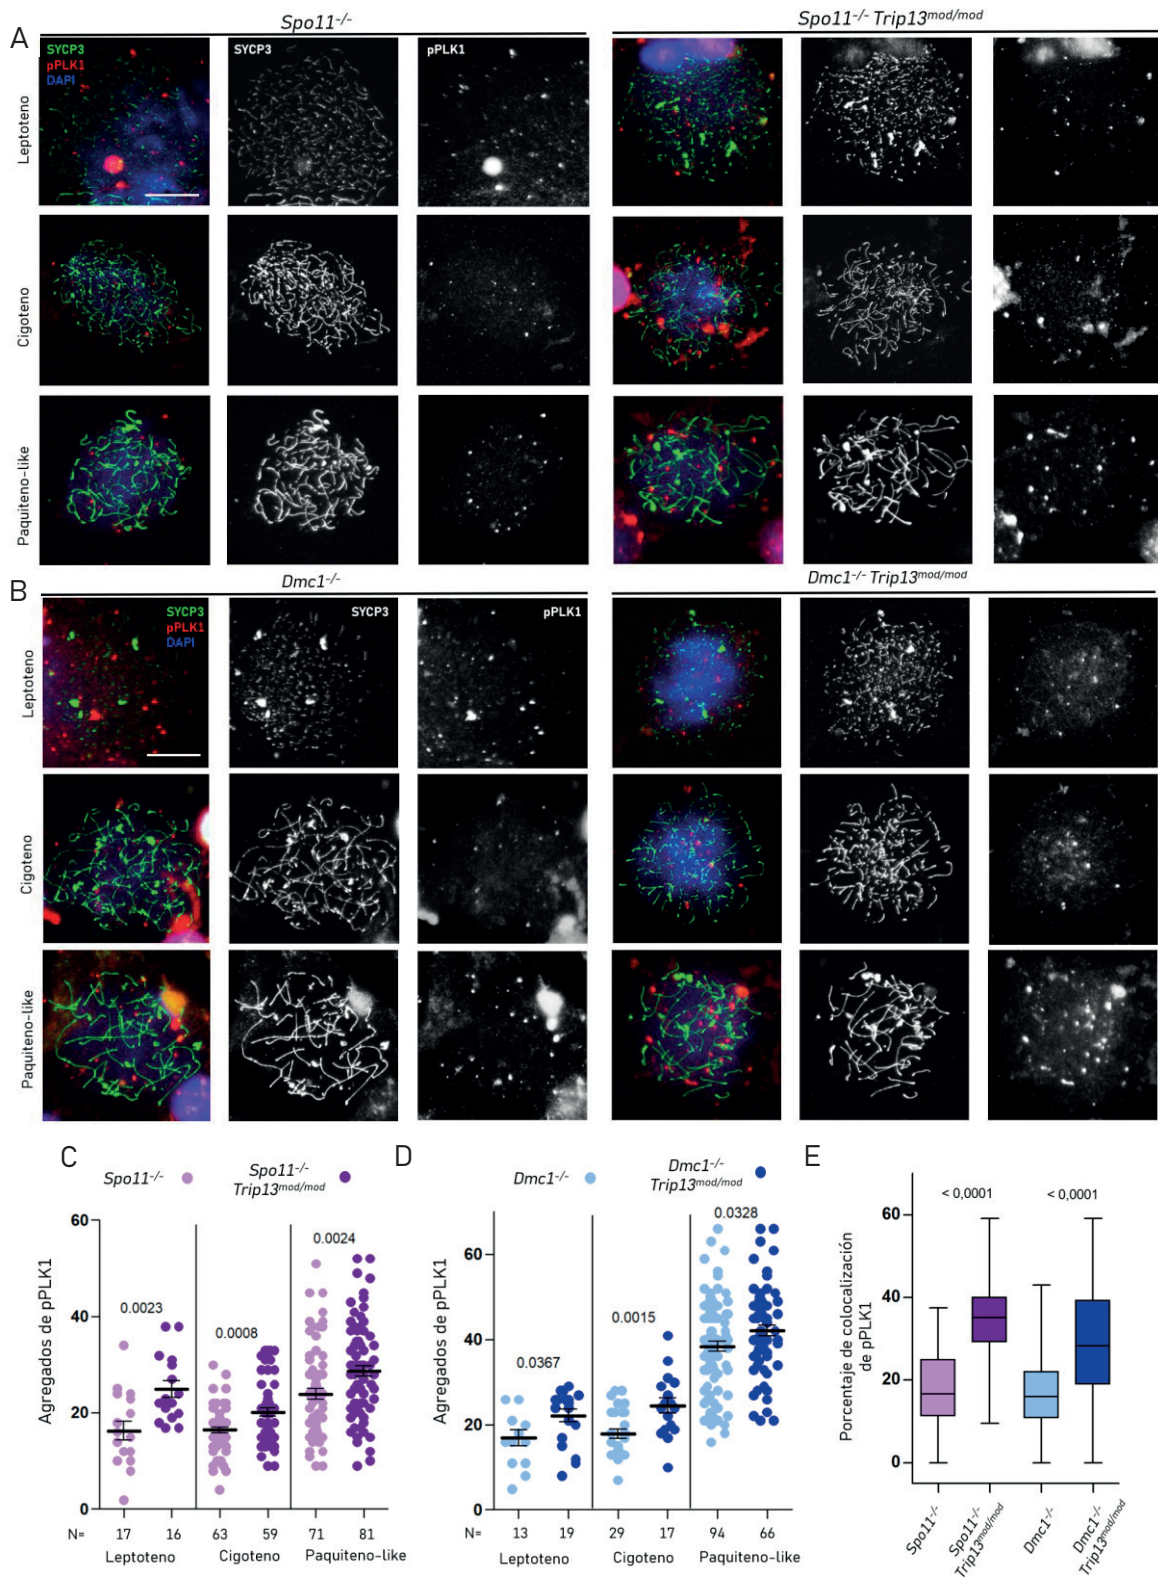 A
Spo11-/-
Spo11-/- Trip13mod/mod
SYCP3
pPLK1
DAPI
SYCP3
pPLK1
Leptoteno
Cigoteno
Paquiteno-like
B
Dmc1-/-
Dmc1-/- Trip13mod/mod
SYCP3
pPLK1
DAPI
SYCP3
pPLK1
Leptoteno
Cigoteno
Paquiteno-like
C
Spo11-/-
Spo11-/-
Trip13mod/mod
Agregados de pPLK1
60
40
20
0
0.0023
0.0008
0.0024
N= 17 16 63 59 71 81
Leptoteno Cigoteno Paquiteno-like
D
Dmc1-/-
Dmc1-/-
Trip13mod/mod
Agregados de pPLK1
60
40
20
0
0.0367
0.0015
0.0328
N= 13 19 29 17 94 66
Leptoteno Cigoteno Paquiteno-like
E
Porcentaje de colocalización
de pPLK1
60
40
20
0
< 0,0001 < 0,0001
Spo11-/-
Spo11-/-
Trip13mod/mod
Dmc1-/-
Dmc1-/-
Trip13mod/mod